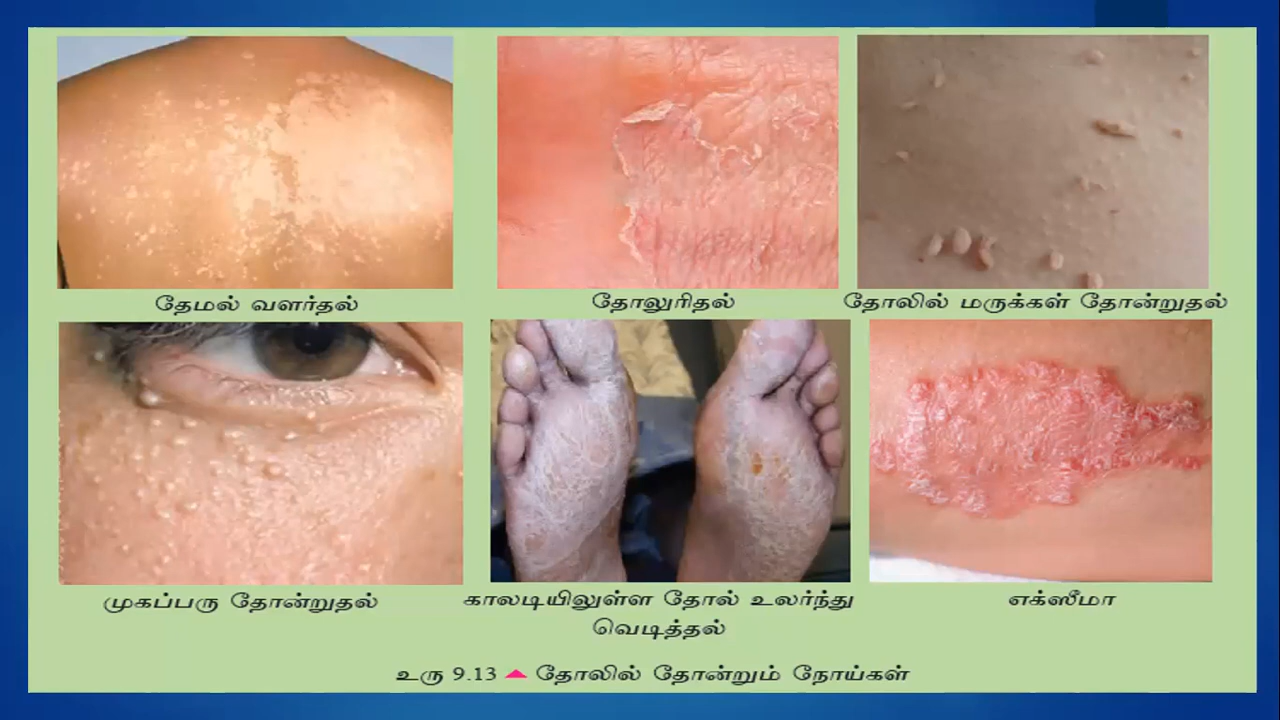 தேமல் வளர்தல்
தோலுரிதல்
தோலில் மருக்கள் தோன்றுதல்
முகப்பரு தோன்றுதல்
காலடியிலுள்ள தோல் உலர்ந்து
வெடித்தல்
எக்ஸீமா
உரு 9.13 தோலில் தோன்றும் நோய்கள்